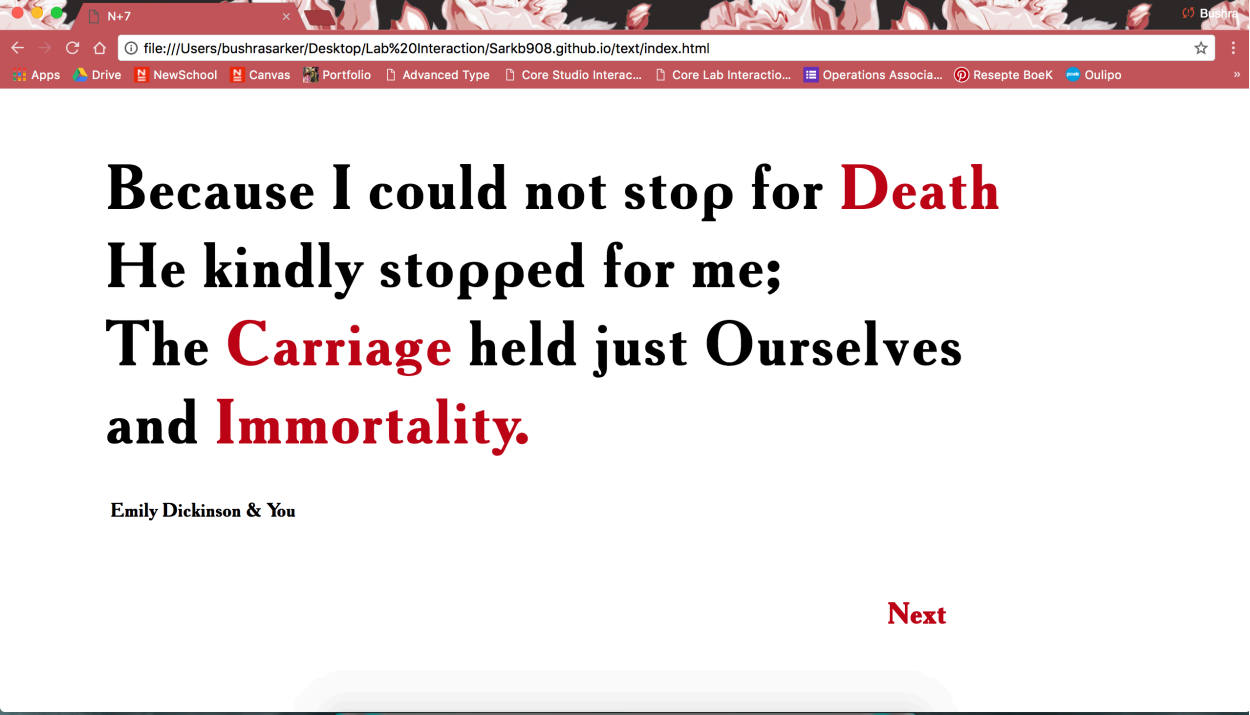 N+7
Bushra
file:///Users/bushrasarker/Desktop/Lab%20Interaction/Sarkb908.github.io/text/index.html
Apps Drive NewSchool Canvas Portfolio Advanced Type Core Studio Interac... Core Lab Interactio... Operations Associa... Resepte BoeK Oulipo »
Because I could not stop for Death
He kindly stopped for me;
The Carriage held just Ourselves
and Immortality.
Emily Dickinson & You
Next